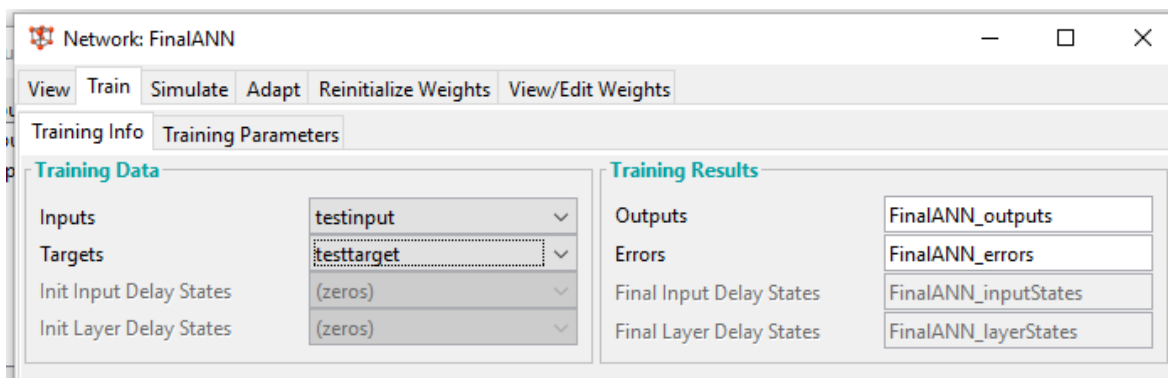 Network: FinalANN
View Train Simulate Adapt Reinitialize Weights View/Edit Weights
Training Info Training Parameters
Training Data
Inputs testinput
Targets testtarget
Init Input Delay States (zeros)
Init Layer Delay States (zeros)
Training Results
Outputs FinalANN_outputs
Errors FinalANN_errors
Final Input Delay States FinalANN_inputStates
Final Layer Delay States FinalANN_layerStates